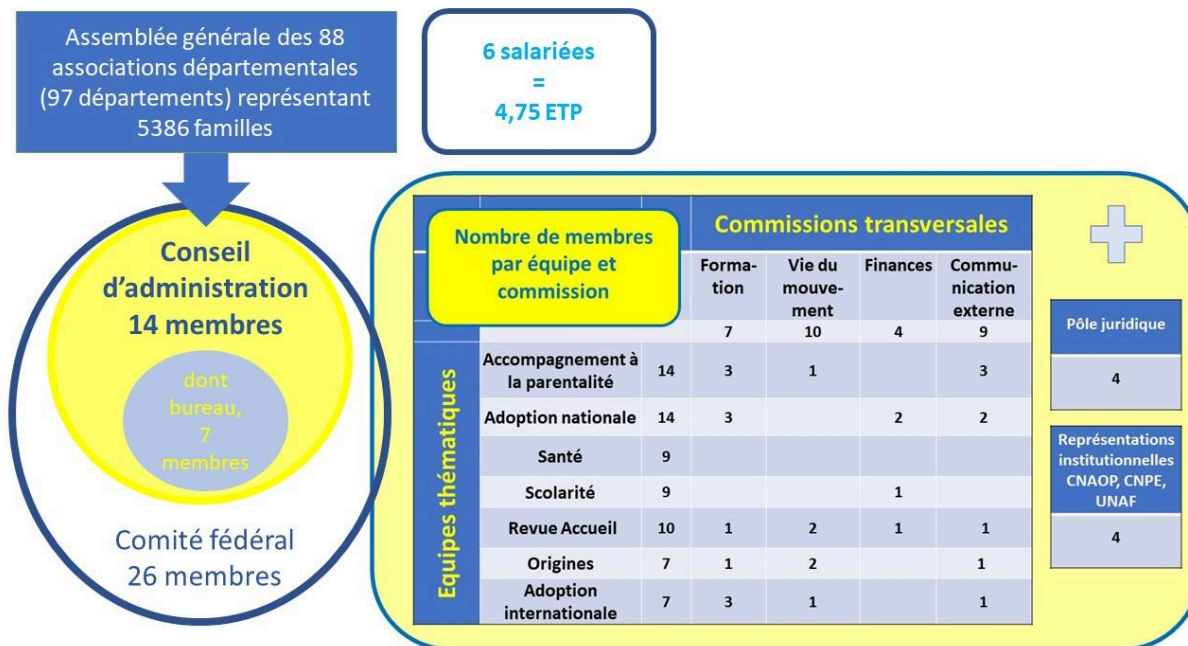 Assemblée générale des 88
associations départementales
(97 départements) représentant
5386 familles
6 salariées
=
4,75 ETP
Conseil
d'administration
14 membres
dont
bureau,
7
membres
Comité fédéral
26 membres
Nombre de membres
par équipe et
commission
Commissions transversales
Forma-
tion
Vie du
mouve-
ment
Finances
Commu-
nication
externe
7 10 4 9
Equipes thématiques
Accompagnement à
la parentalité
14 3 1 3
Adoption nationale 14 3 2 2
Santé 9
Scolarité 9 1
Revue Accueil 10 1 2 1 1
Origines 7 1 2 1
Adoption
internationale
7 3 1 1
Pôle juridique
4
Représentations
institutionnelles
CNAOP, CNPE,
UNAF
4